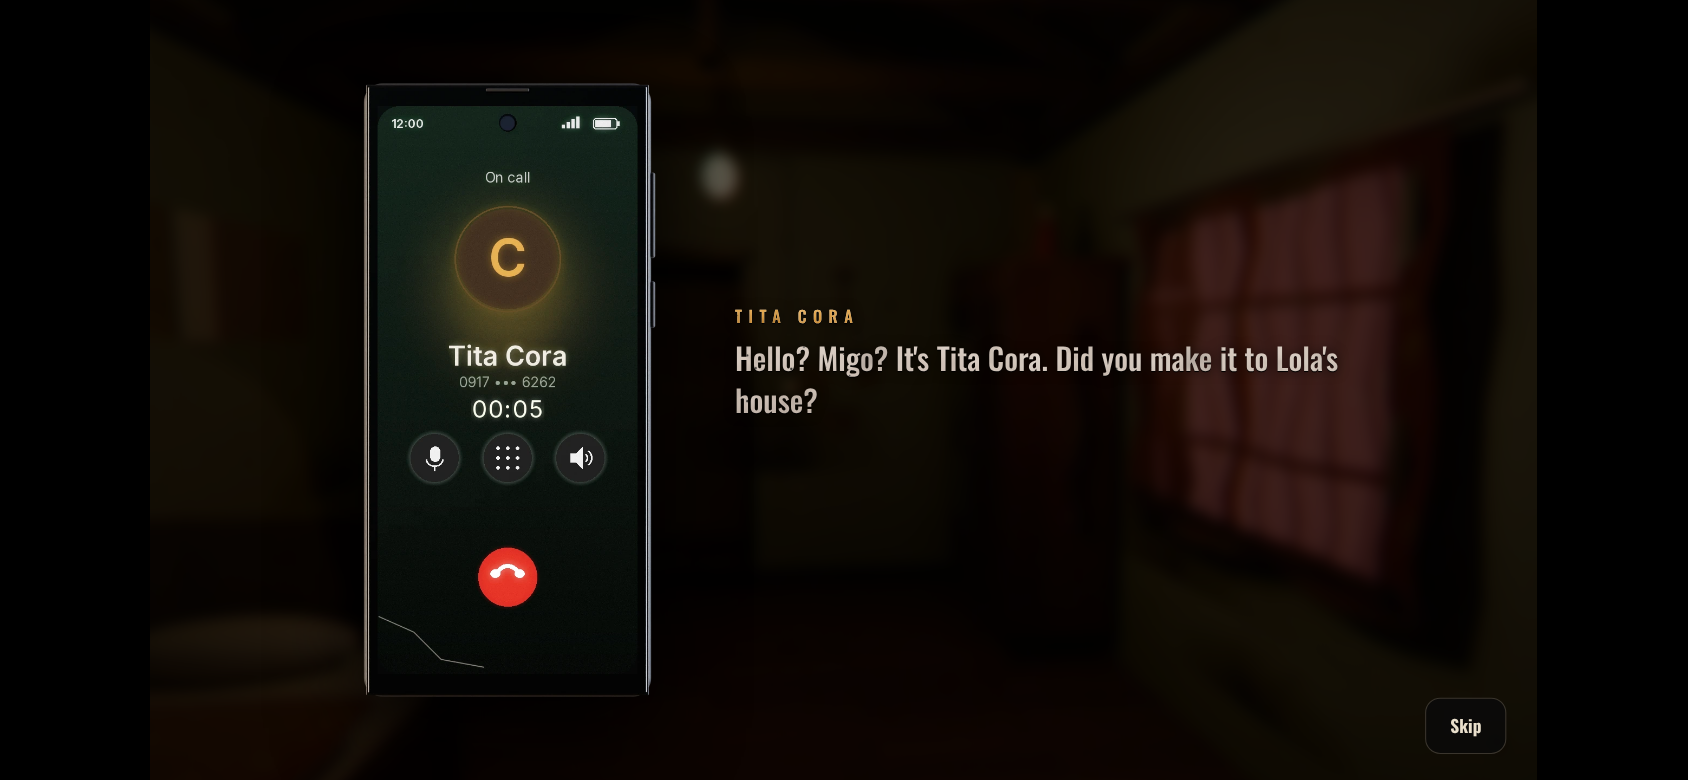 12:00
On call
C
Tita Cora
0917 ••• 6262
00:05
TITA CORA
Hello? Migo? It's Tita Cora. Did you make it to Lola's
house?
Skip